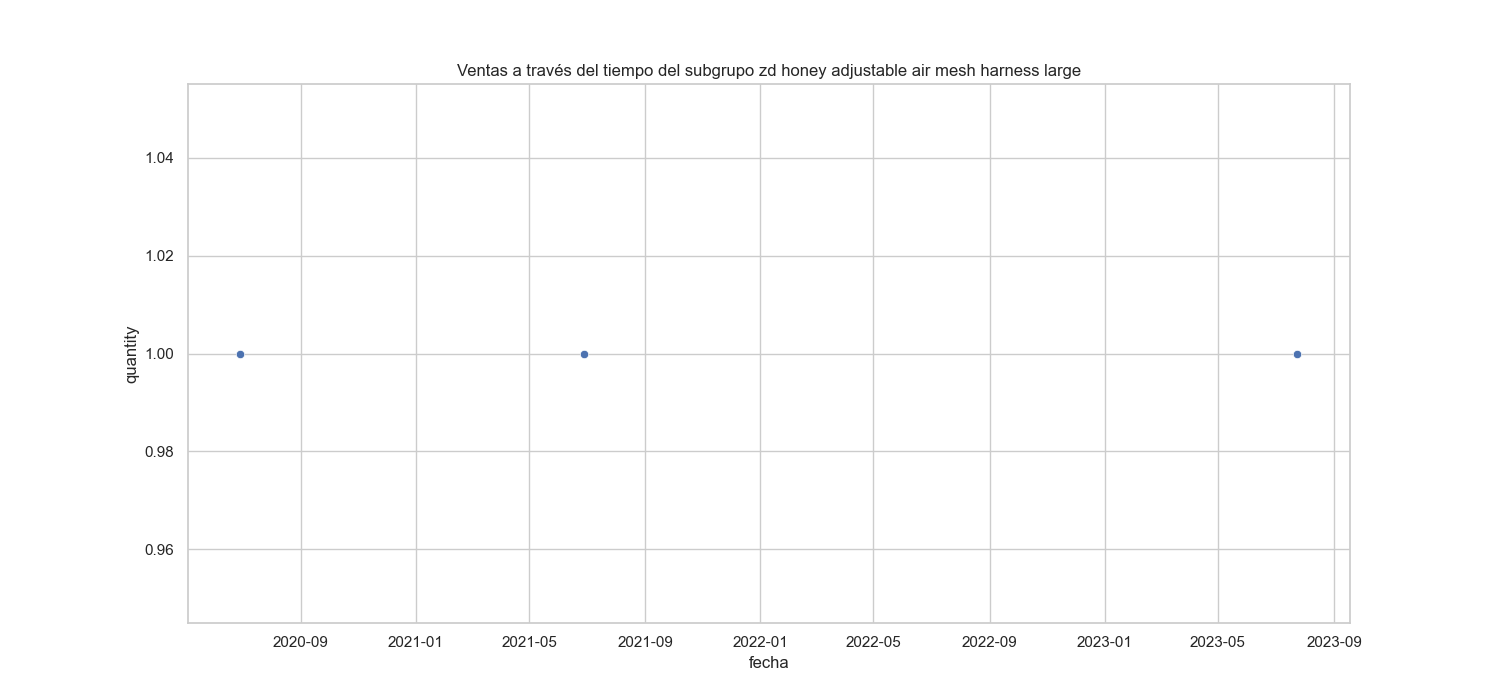 Ventas a través del tiempo del subgrupo zd honey adjustable air mesh harness large
1.04
1.02
1.00
0.98
0.96
quantity
2020-09 2021-01 2021-05 2021-09 2022-01 2022-05 2022-09 2023-01 2023-05 2023-09
fecha